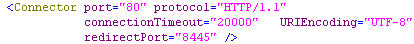 <Connector port="80" protocol="HTTP/1.1"
connectionTimeout="20000" URIEncoding="UTF-8"
redirectPort="8445" />